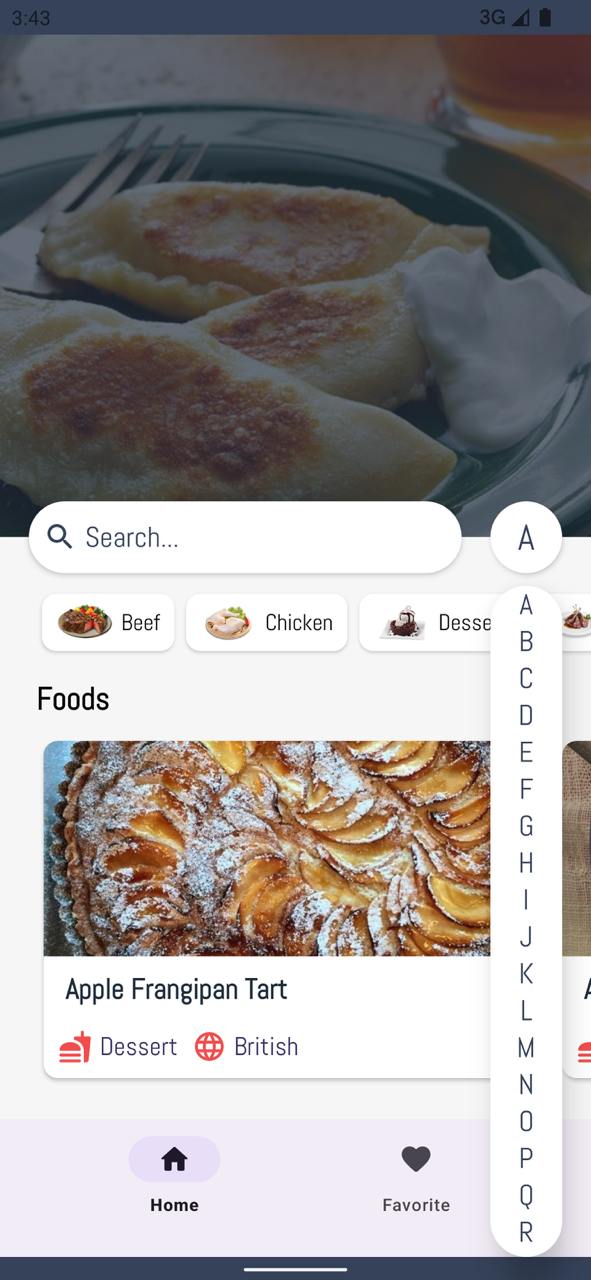 3:43
3G
Search...
A
Beef
Chicken
Desse
Foods
Apple Frangipan Tart
Dessert
British
Home
Favorite
A
B
C
D
E
F
G
H
I
J
K
L
M
N
O
P
Q
R